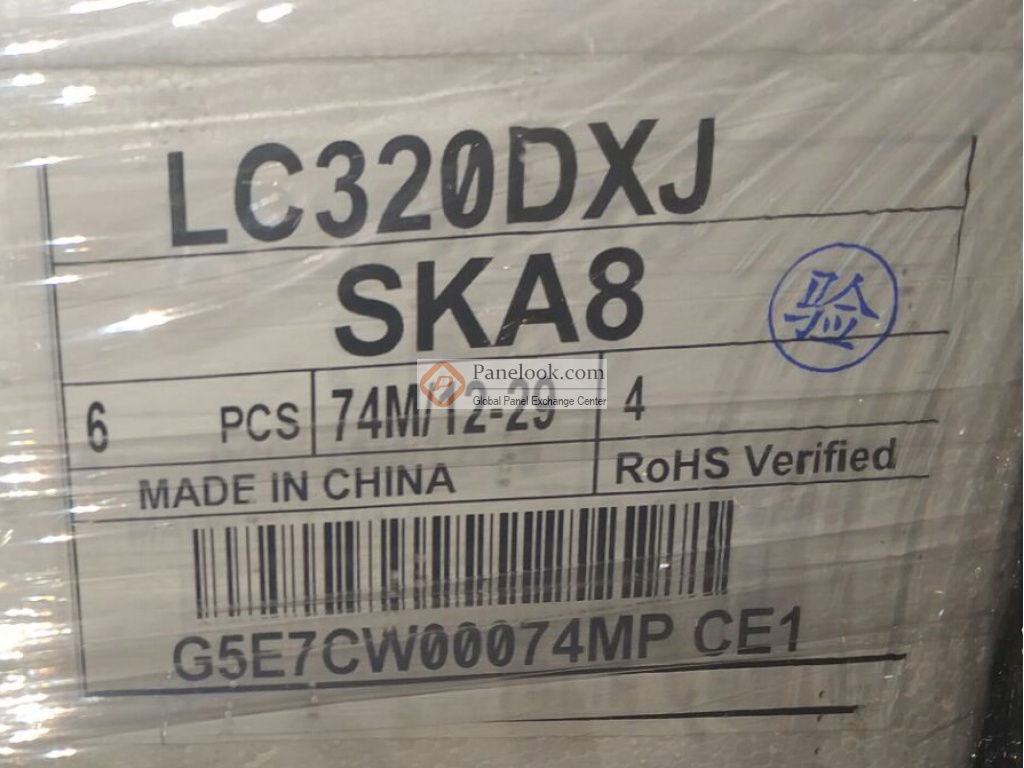 LC320DXJ
SKA8
验
6 PCS 74M/12-29 4
Panelook.com
Global Panel Exchange Center
MADE IN CHINA RoHS Verified
G5E7CW00074MP CE1